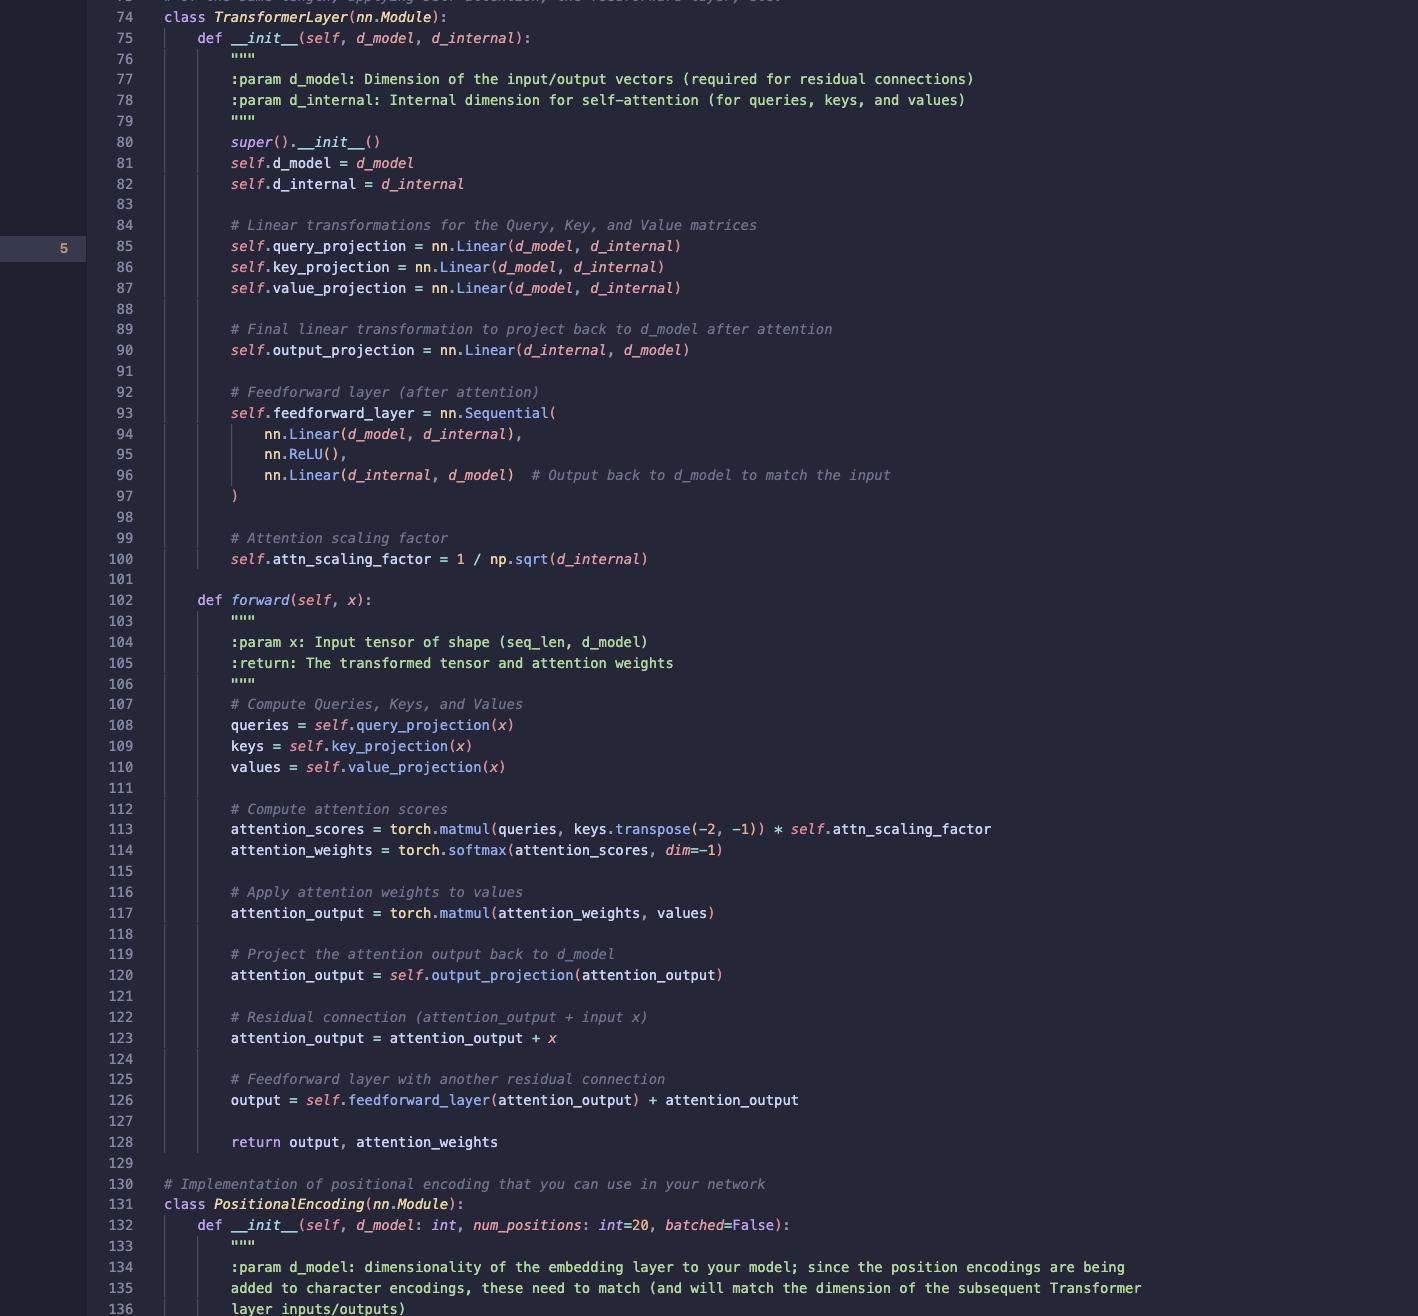 74 class TransformerLayer(nn.Module):
75     def __init__(self, d_model, d_internal):
76         """
77         :param d_model: Dimension of the input/output vectors (required for residual connections)
78         :param d_internal: Internal dimension for self-attention (for queries, keys, and values)
79         """
80         super().__init__()
81         self.d_model = d_model
82         self.d_internal = d_internal
83
84         # Linear transformations for the Query, Key, and Value matrices
5
85         self.query_projection = nn.Linear(d_model, d_internal)
86         self.key_projection = nn.Linear(d_model, d_internal)
87         self.value_projection = nn.Linear(d_model, d_internal)
88
89         # Final linear transformation to project back to d_model after attention
90         self.output_projection = nn.Linear(d_internal, d_model)
91
92         # Feedforward layer (after attention)
93         self.feedforward_layer = nn.Sequential(
94             nn.Linear(d_model, d_internal),
95             nn.ReLU(),
96             nn.Linear(d_internal, d_model)  # Output back to d_model to match the input
97         )
98
99         # Attention scaling factor
100         self.attn_scaling_factor = 1 / np.sqrt(d_internal)
101
102     def forward(self, x):
103         """
104         :param x: Input tensor of shape (seq_len, d_model)
105         :return: The transformed tensor and attention weights
106         """
107         # Compute Queries, Keys, and Values
108         queries = self.query_projection(x)
109         keys = self.key_projection(x)
110         values = self.value_projection(x)
111
112         # Compute attention scores
113         attention_scores = torch.matmul(queries, keys.transpose(-2, -1)) * self.attn_scaling_factor
114         attention_weights = torch.softmax(attention_scores, dim=-1)
115
116         # Apply attention weights to values
117         attention_output = torch.matmul(attention_weights, values)
118
119         # Project the attention output back to d_model
120         attention_output = self.output_projection(attention_output)
121
122         # Residual connection (attention_output + input x)
123         attention_output = attention_output + x
124
125         # Feedforward layer with another residual connection
126         output = self.feedforward_layer(attention_output) + attention_output
127
128         return output, attention_weights
129
130 # Implementation of positional encoding that you can use in your network
131 class PositionalEncoding(nn.Module):
132     def __init__(self, d_model: int, num_positions: int=20, batched=False):
133         """
134         :param d_model: dimensionality of the embedding layer to your model; since the position encodings are being
135         added to character encodings, these need to match (and will match the dimension of the subsequent Transformer
136         layer inputs/outputs)